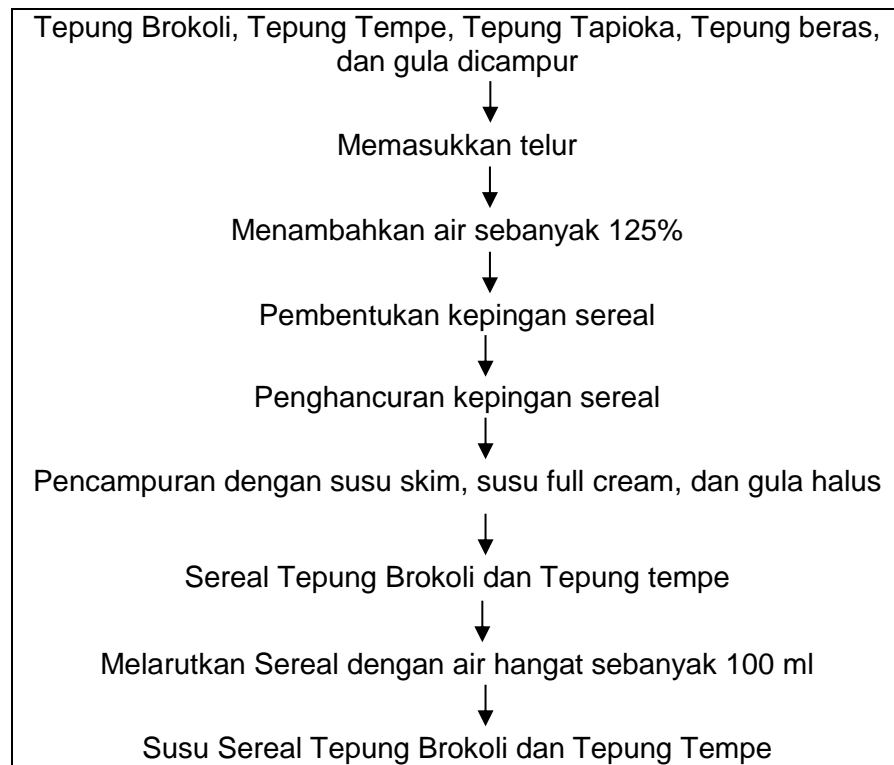 Tepung Brokoli, Tepung Tempe, Tepung Tapioka, Tepung beras,
dan gula dicampur
Memasukkan telur
Menambahkan air sebanyak 125%
Pembentukan kepingan sereal
Penghancuran kepingan sereal
Pencampuran dengan susu skim, susu full cream, dan gula halus
Sereal Tepung Brokoli dan Tepung tempe
Melarutkan Sereal dengan air hangat sebanyak 100 ml
Susu Sereal Tepung Brokoli dan Tepung Tempe